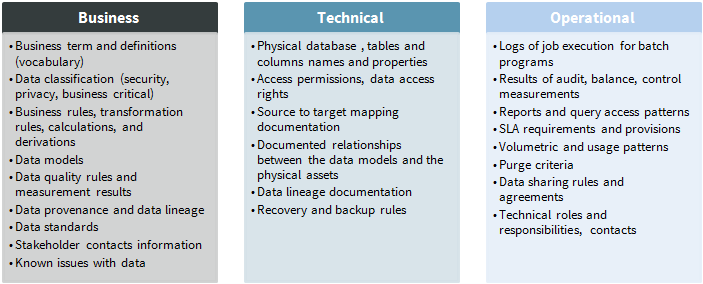 Business
• Business term and definitions
(vocabulary)
• Data classification (security,
privacy, business critical)
• Business rules, transformation
rules, calculations, and
derivations
• Data models
• Data quality rules and
measurement results
• Data provenance and data lineage
• Data standards
• Stakeholder contacts information
• Known issues with data
Technical
• Physical database , tables and
columns names and properties
• Access permissions, data access
rights
• Source to target mapping
documentation
• Documented relationships
between the data models and the
physical assets
• Data lineage documentation
• Recovery and backup rules
Operational
• Logs of job execution for batch
programs
• Results of audit, balance, control
measurements
• Reports and query access patterns
• SLA requirements and provisions
• Volumetric and usage patterns
• Purge criteria
• Data sharing rules and
agreements
• Technical roles and
responsibilities, contacts